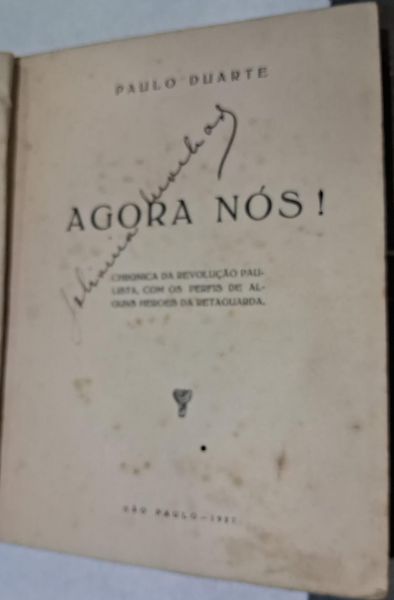 PAULO DUARTE
AGORA NÓS!
CHRONICA DA REVOLUÇÃO PAU-
LISTA, COM OS PERFIS DE AL-
GUNS HEROES DA RETAGUARDA.
SÃO PAULO—1927